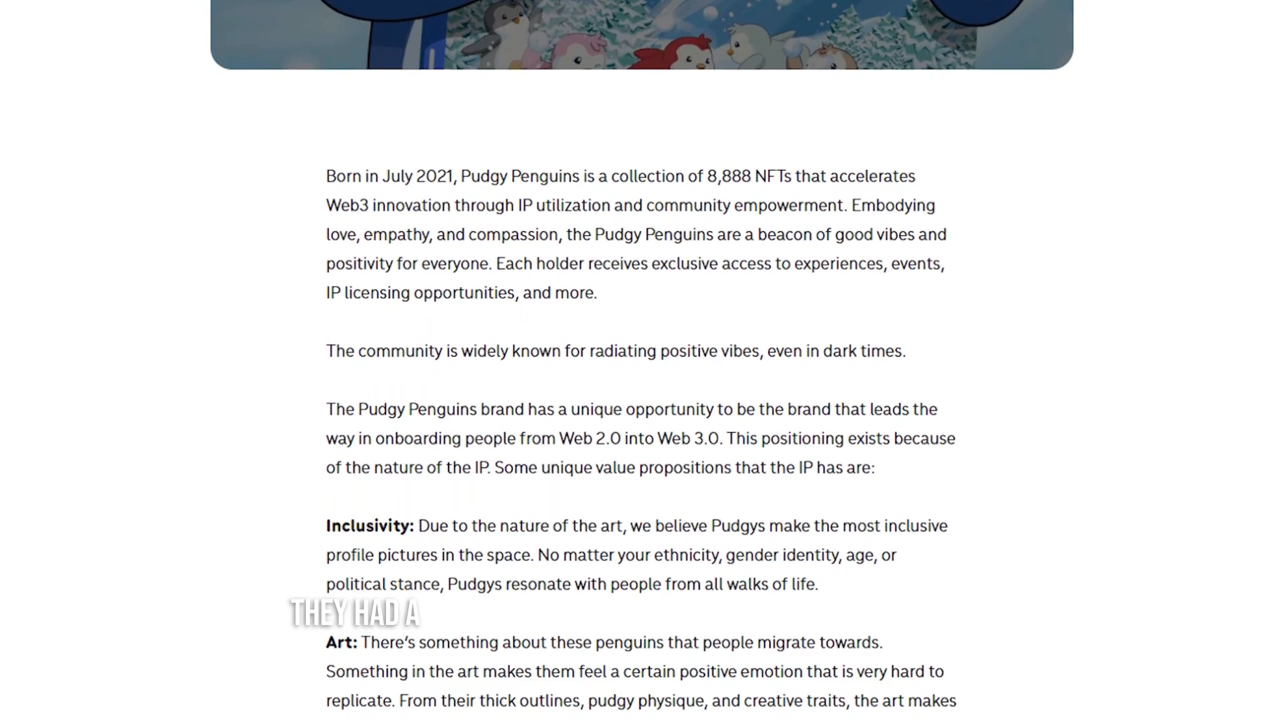 Born in July 2021, Pudgy Penguins is a collection of 8,888 NFTs that accelerates
Web3 innovation through IP utilization and community empowerment. Embodying
love, empathy, and compassion, the Pudgy Penguins are a beacon of good vibes and
positivity for everyone. Each holder receives exclusive access to experiences, events,
IP licensing opportunities, and more.
The community is widely known for radiating positive vibes, even in dark times.
The Pudgy Penguins brand has a unique opportunity to be the brand that leads the
way in onboarding people from Web 2.0 into Web 3.0. This positioning exists because
of the nature of the IP. Some unique value propositions that the IP has are:
Inclusivity: Due to the nature of the art, we believe Pudgys make the most inclusive
profile pictures in the space. No matter your ethnicity, gender identity, age, or
political stance, Pudgys resonate with people from all walks of life.
THEY HAD A
Art: There's something about these penguins that people migrate towards.
Something in the art makes them feel a certain positive emotion that is very hard to
replicate. From their thick outlines, pudgy physique, and creative traits, the art makes